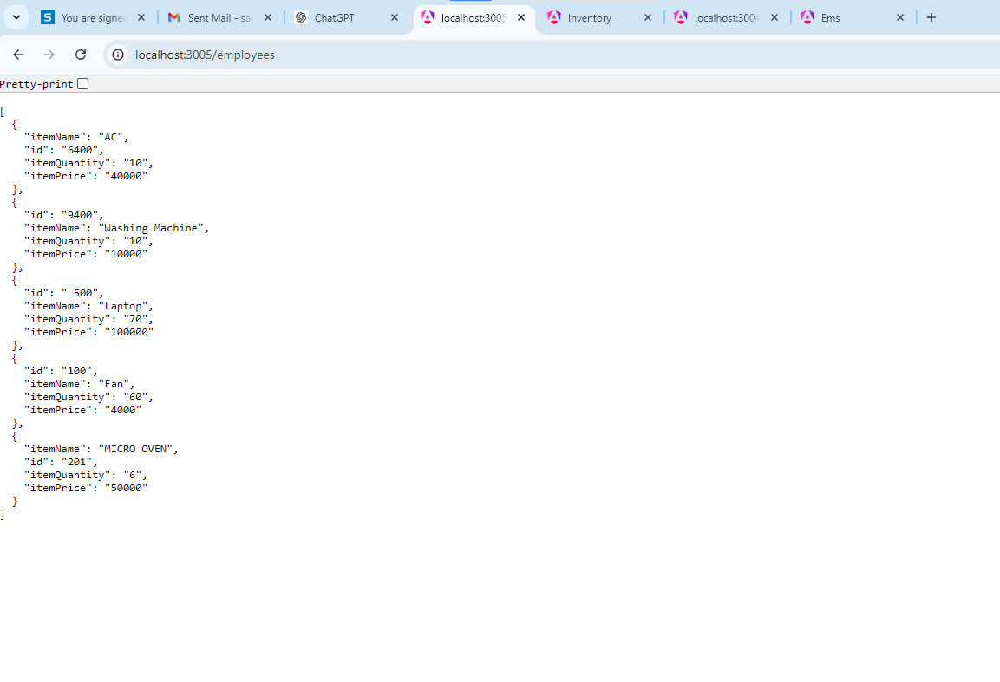 You are signe
Sent Mail - sa
ChatGPT
localhost:3005
Inventory
localhost:3004
Ems
localhost:3005/employees
Pretty-print
[
  {
    "itemName": "AC",
    "id": "6400",
    "itemQuantity": "10",
    "itemPrice": "40000"
  },
  {
    "id": "9400",
    "itemName": "Washing Machine",
    "itemQuantity": "10",
    "itemPrice": "10000"
  },
  {
    "id": " 500",
    "itemName": "Laptop",
    "itemQuantity": "70",
    "itemPrice": "100000"
  },
  {
    "id": "100",
    "itemName": "Fan",
    "itemQuantity": "60",
    "itemPrice": "4000"
  },
  {
    "itemName": "MICRO OVEN",
    "id": "201",
    "itemQuantity": "6",
    "itemPrice": "50000"
  }
]